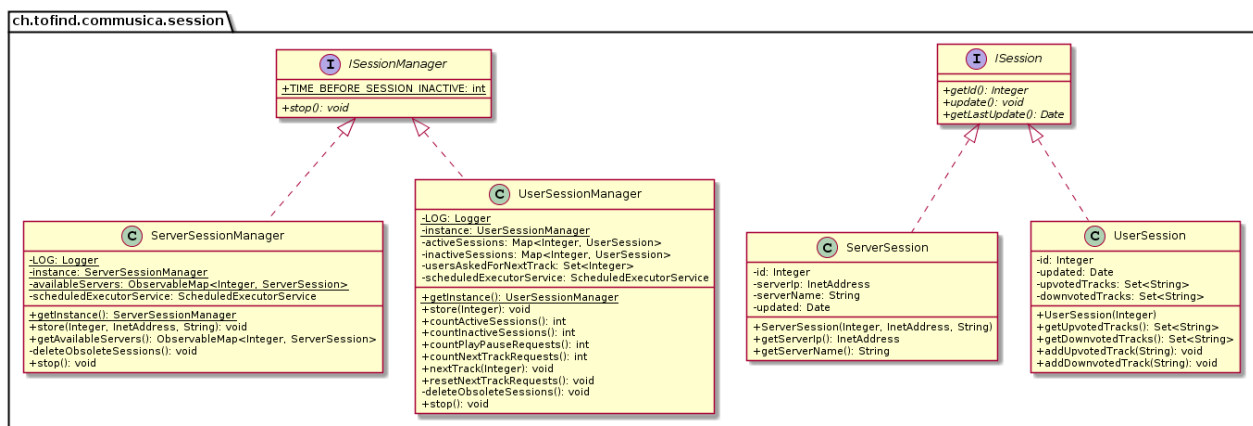 ch.tofind.commusica.session
I ISessionManager
+TIME_BEFORE_SESSION_INACTIVE: int
+stop(): void
I ISession
+getId(): Integer
+update(): void
+getLastUpdate(): Date
C ServerSessionManager
-LOG: Logger
-instance: ServerSessionManager
-availableServers: ObservableMap<Integer, ServerSession>
-scheduledExecutorService: ScheduledExecutorService
+getInstance(): ServerSessionManager
+store(Integer, InetAddress, String): void
+getAvailableServers(): ObservableMap<Integer, ServerSession>
-deleteObsoleteSessions(): void
+stop(): void
C UserSessionManager
-LOG: Logger
-instance: UserSessionManager
-activeSessions: Map<Integer, UserSession>
-inactiveSessions: Map<Integer, UserSession>
-usersAskedForNextTrack: Set<Integer>
-scheduledExecutorService: ScheduledExecutorService
+getInstance(): UserSessionManager
+store(Integer): void
+countActiveSessions(): int
+countInactiveSessions(): int
+countPlayPauseRequests(): int
+countNextTrackRequests(): int
+nextTrack(Integer): void
+resetNextTrackRequests(): void
-deleteObsoleteSessions(): void
+stop(): void
C ServerSession
-id: Integer
-serverIp: InetAddress
-serverName: String
-updated: Date
+ServerSession(Integer, InetAddress, String)
+getServerIp(): InetAddress
+getServerName(): String
C UserSession
-id: Integer
-updated: Date
-upvotedTracks: Set<String>
-downvotedTracks: Set<String>
+UserSession(Integer)
+getUpvotedTracks(): Set<String>
+getDownvotedTracks(): Set<String>
+addUpvotedTrack(String): void
+addDownvotedTrack(String): void